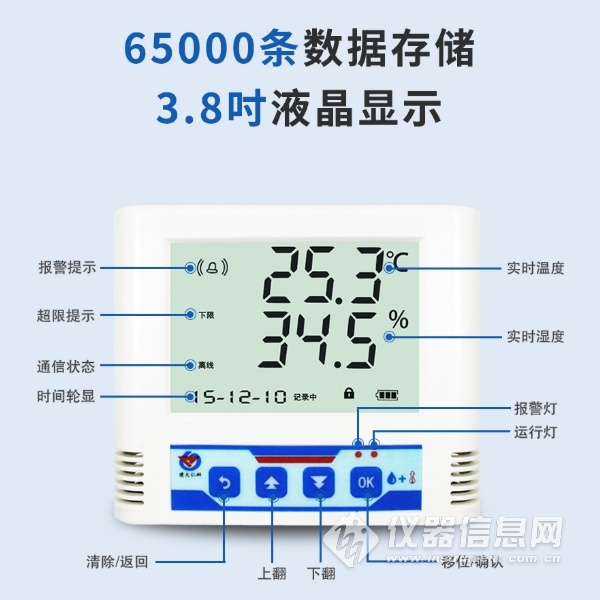 65000条数据存储
3.8吋液晶显示
报警提示
25.3℃
实时温度
超限提示
下限
34.5%
实时湿度
通信状态
离线
时间轮显
15-12-10 记录中
报警灯
运行灯
建大仁科
OK
+
清除/返回
上翻
下翻
移位/确认
仪器信息网